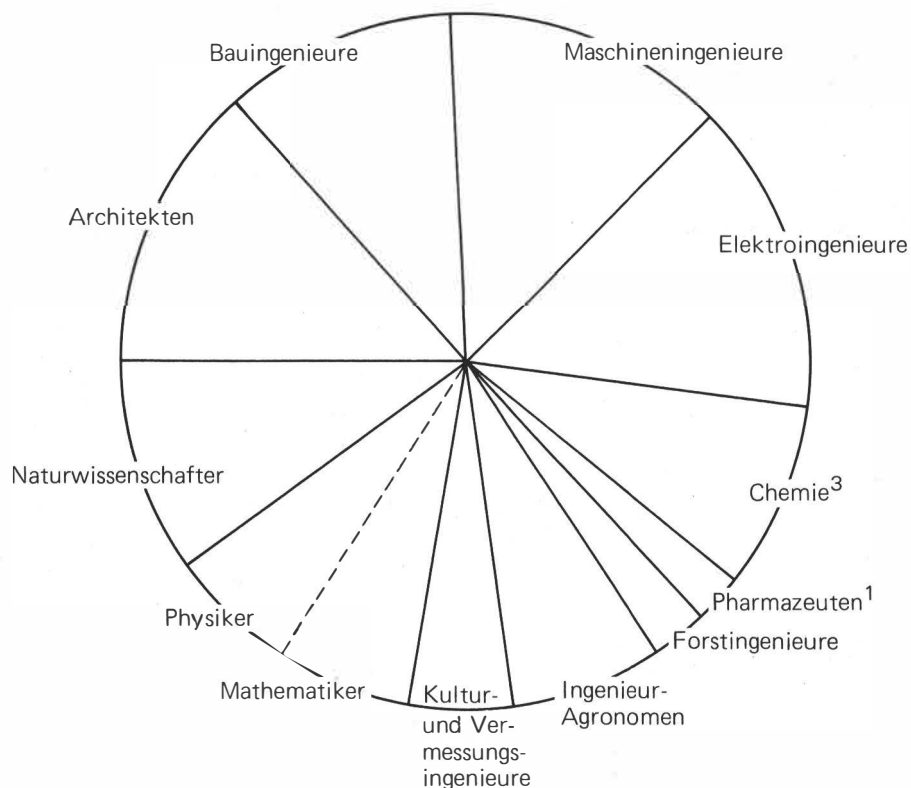 Bauingenieure
Maschineningenieure
Architekten
Elektroingenieure
Naturwissenschafter
Chemie³
Pharmazeuten¹
Physiker
Forstingenieure
Mathematiker
Kultur-
und Ver-
messungs-
ingenieure
Ingenieur-
Agronomen